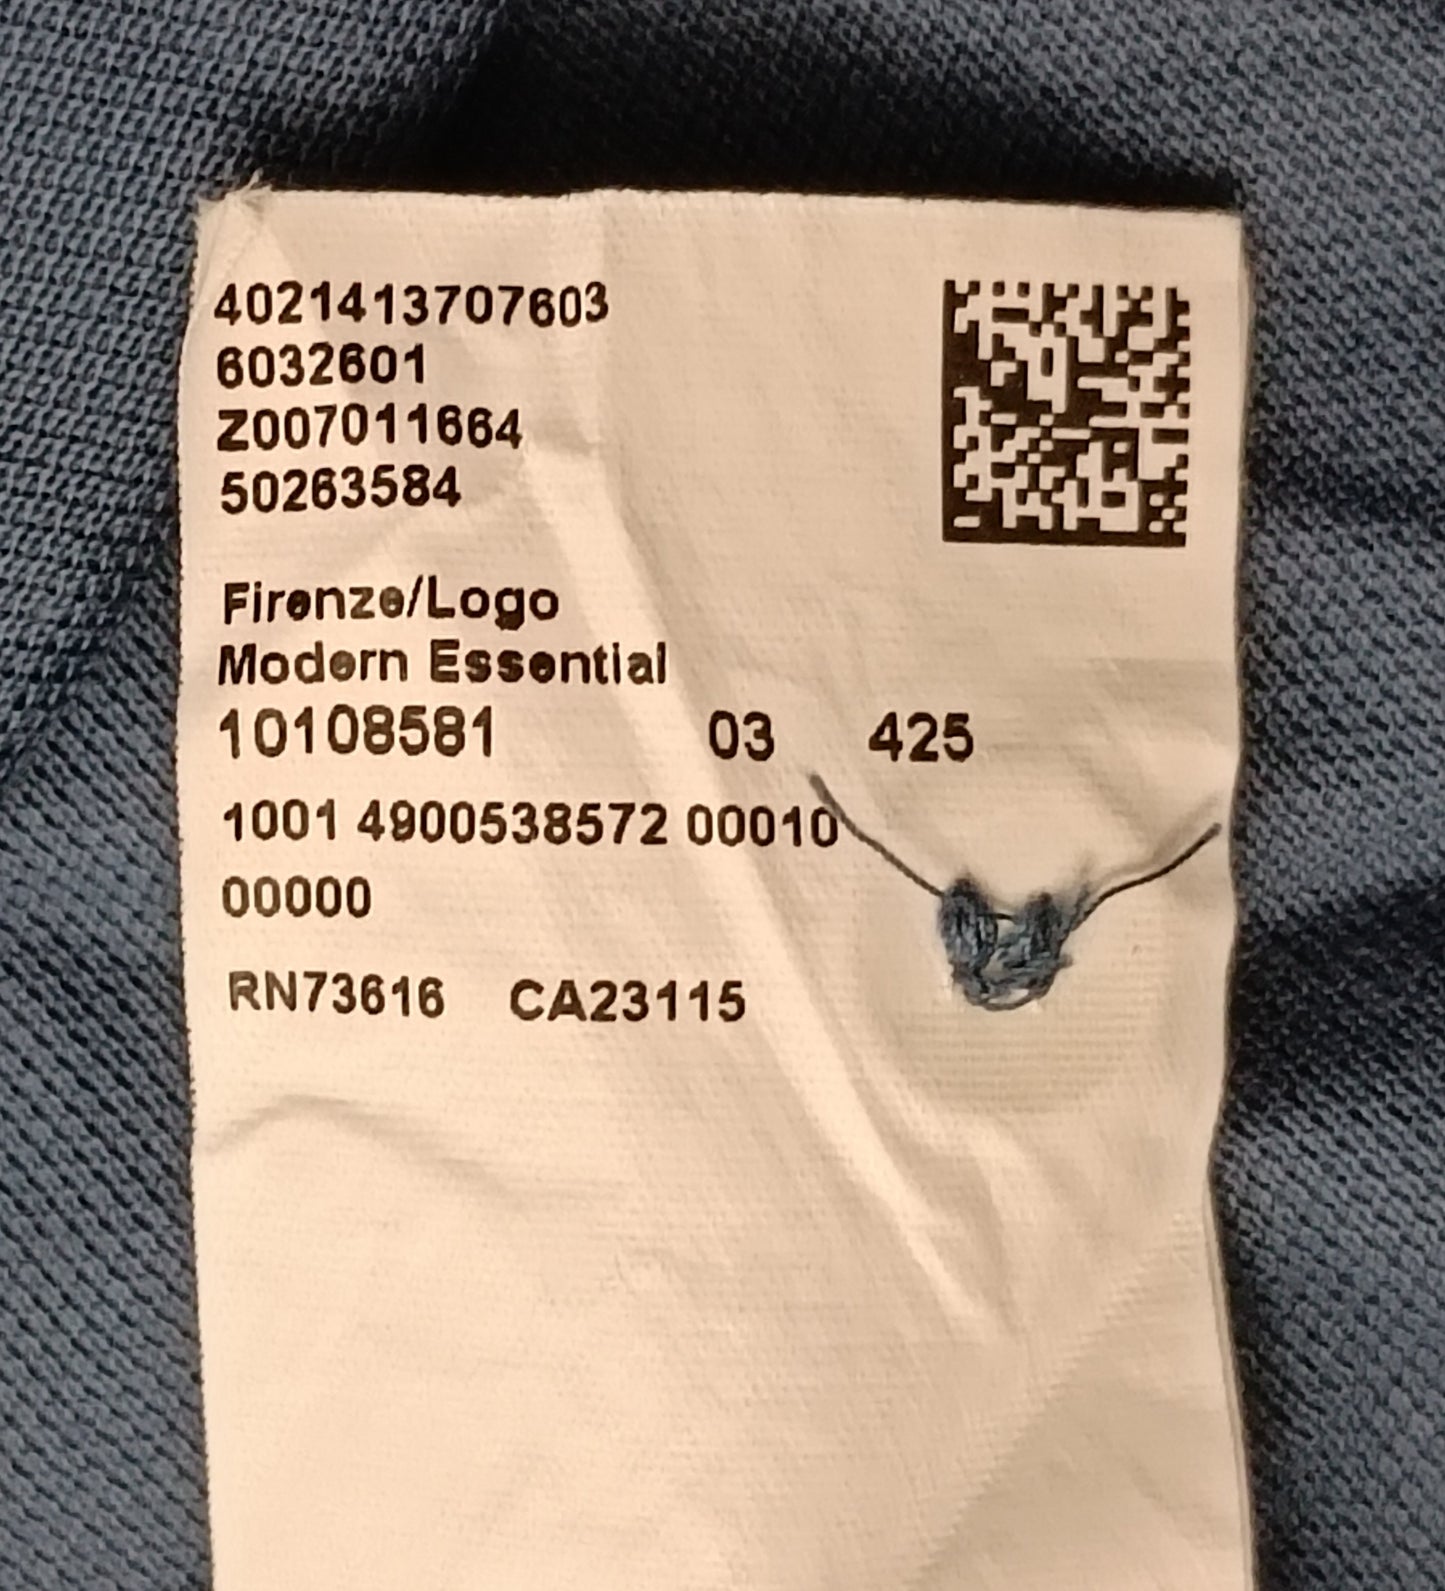 4021413707603
6032601
Z007011664
50263584
Firenze/Logo
Modern Essential
10108581 03 425
1001 4900538572 00010
00000
RN73616 CA23115